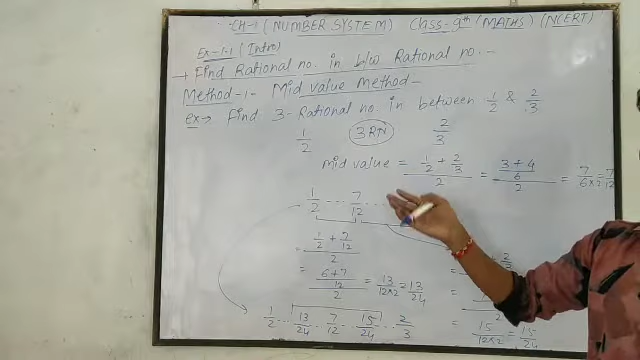 CH-1 (NUMBER SYSTEM) Class-9th (MATHS) (NCERT)
Ex-1.1 (Intro)
→ Find Rational no. in b/w Rational no. -
Method-1- Mid value Method-
ex→ Find 3-Rational no. in between 1/2 & 2/3
1/2 3RN 2/3
Mid value = (1/2 + 2/3)/2 = ((3+4)/6)/2 = 7/(6×2) = 7/12
1/2 --- 7/12 ...
= (1/2 + 7/12)/2
= ((6+7)/12)/2 = 13/(12×2) = 13/24
= 15/(12×2) = 15/24
1/2 .. 13/24 . 7/12 . 15/24 .. 2/3